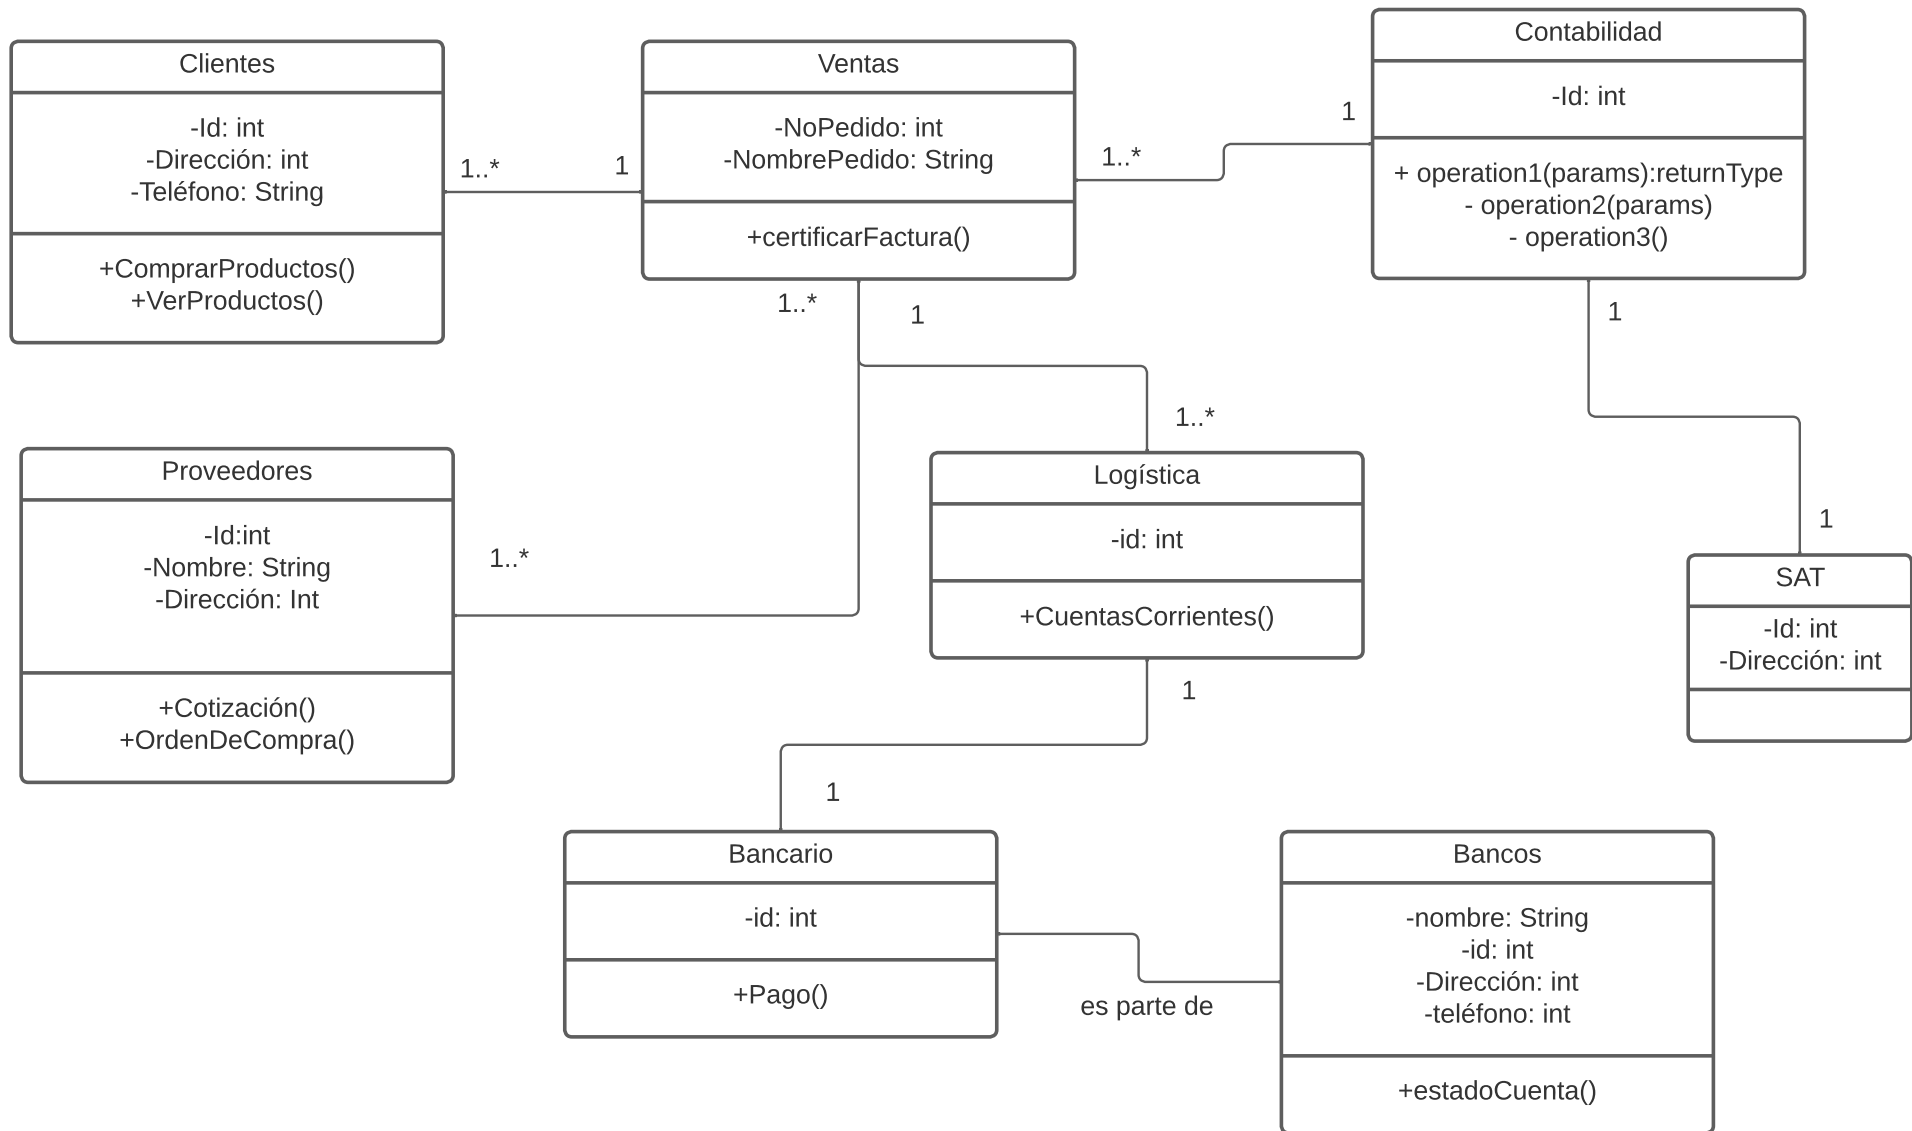 Clientes
-Id: int
-Dirección: int
-Teléfono: String
+ComprarProductos()
+VerProductos()
1..*
1
Ventas
-NoPedido: int
-NombrePedido: String
+certificarFactura()
1..*
1
Contabilidad
-Id: int
+ operation1(params):returnType
- operation2(params)
- operation3()
1..*
1
1..*
1
1
Proveedores
-Id:int
-Nombre: String
-Dirección: Int
+Cotización()
+OrdenDeCompra()
1..*
Logística
-id: int
+CuentasCorrientes()
1
SAT
-Id: int
-Dirección: int
1
Bancario
-id: int
+Pago()
es parte de
Bancos
-nombre: String
-id: int
-Dirección: int
-teléfono: int
+estadoCuenta()